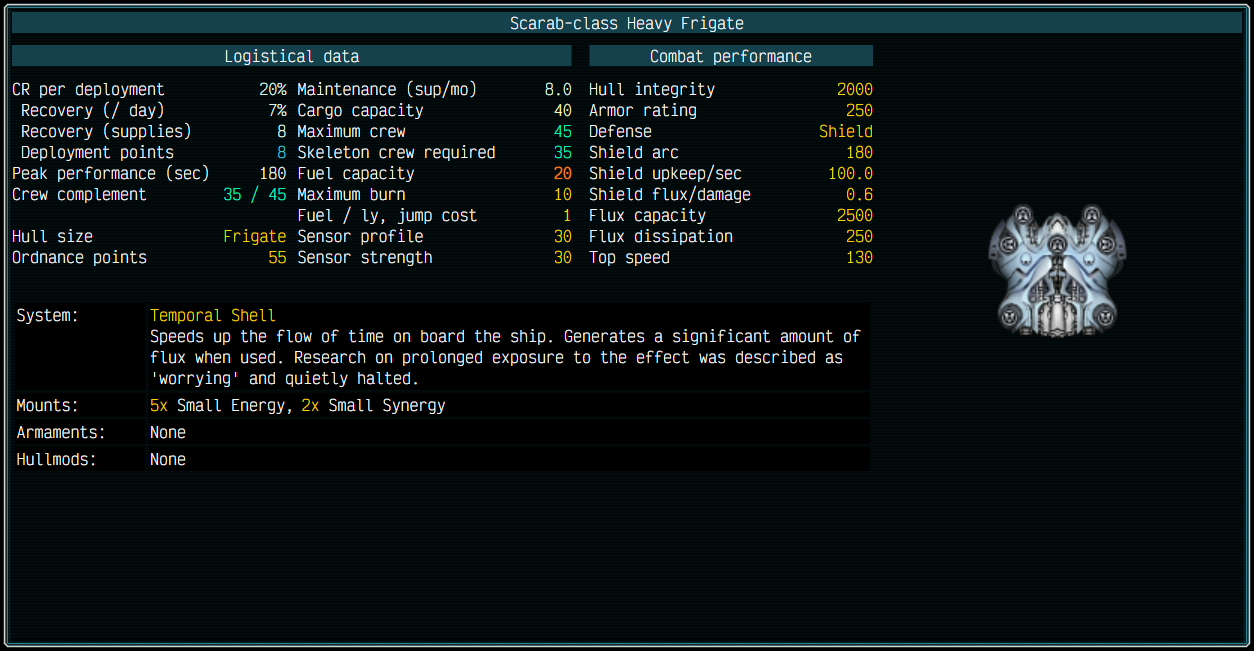 Scarab-class Heavy Frigate
Logistical data
Combat performance
CR per deployment 20% Maintenance (sup/mo) 8.0 Hull integrity 2000
Recovery (/ day) 7% Cargo capacity 40 Armor rating 250
Recovery (supplies) 8 Maximum crew 45 Defense Shield
Deployment points 8 Skeleton crew required 35 Shield arc 180
Peak performance (sec) 180 Fuel capacity 20 Shield upkeep/sec 100.0
Crew complement 35 / 45 Maximum burn 10 Shield flux/damage 0.6
Fuel / ly, jump cost 1 Flux capacity 2500
Hull size Frigate Sensor profile 30 Flux dissipation 250
Ordnance points 55 Sensor strength 30 Top speed 130
System: Temporal Shell
Speeds up the flow of time on board the ship. Generates a significant amount of
flux when used. Research on prolonged exposure to the effect was described as
'worrying' and quietly halted.
Mounts: 5x Small Energy, 2x Small Synergy
Armaments: None
Hullmods: None